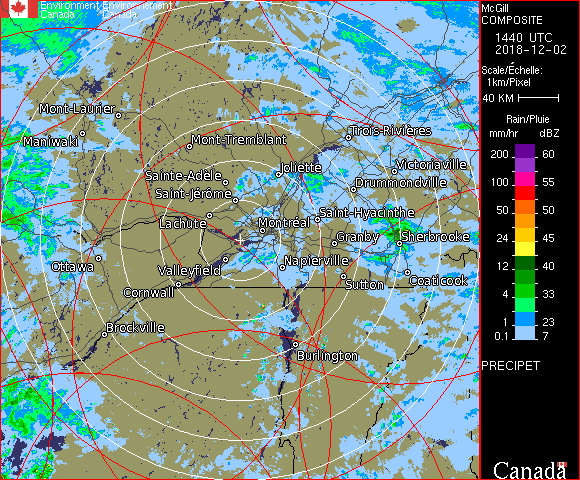 Environment Environnement
Canada Canada
McGill
COMPOSITE
1440 UTC
2018-12-02
Scale/Échelle:
1km/Pixel
40 KM
Rain/Pluie
mm/hr dBZ
200 60
100 55
50 50
24 45
12 40
4 33
1 23
0.1 7
PRECIPET
Canada
Mont-Laurier
Maniwaki
Mont-Tremblant
Trois-Rivières
Sainte-Adèle
Joliette
Victoriaville
Saint-Jérôme
Drummondville
Lachute
Montréal
Saint-Hyacinthe
Granby
Sherbrooke
Ottawa
Valleyfield
Napierville
Cornwall
Sutton
Coaticook
Brockville
Burlington